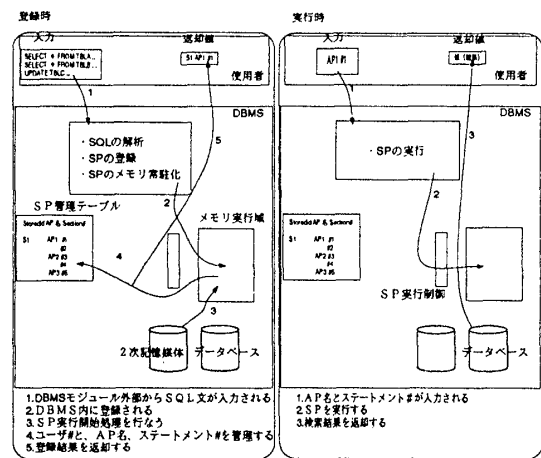 登録時
入力
SELECT * FROM TBLA..
SELECT * FROM TBLB..
UPDATE TBLC..
返却値
S1 AP1 #1
使用者
1
5
DBMS
・SQLの解析
・SPの登録
・SPのメモリ常駐化
2
SP管理テーブル
メモリ実行域
Stored AP & Section#
S1 AP1 #1
#2
AP2 #3
#4
AP3 #5
4
3
2次記憶媒体
データベース
1.DBMSモジュール外部からSQL文が入力される
2.DBMS内に登録される
3.SP実行開始処理を行なう
4.ユーザ#と、AP名、ステートメント#を管理する
5.登録結果を返却する
実行時
入力
AP1 #1
返却値
使用者
1
3
DBMS
・SPの実行
2
Stored AP & Section#
S1 AP1 #1
#2
AP2 #3
#4
AP3 #5
SP実行制御
データベース
1.AP名とステートメント#が入力される
2.SPを実行する
3.検索結果を返却する